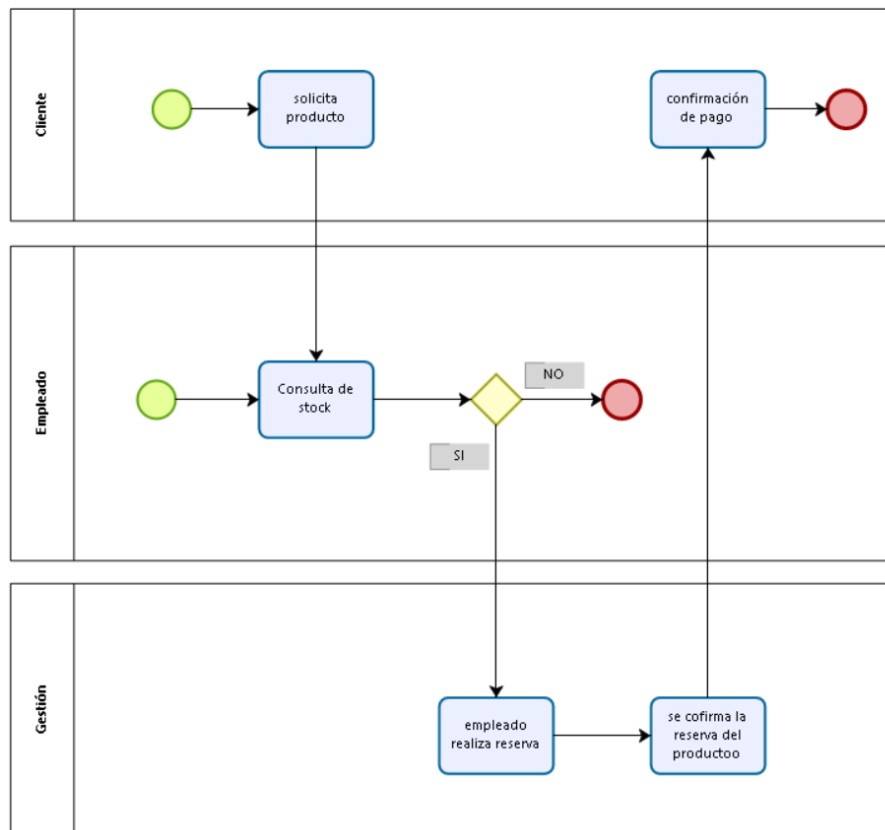 Cliente
solicita
producto
confirmación
de pago
Empleado
Consulta de
stock
NO
SI
Gestión
empleado
realiza reserva
se cofirma la
reserva del
productoo